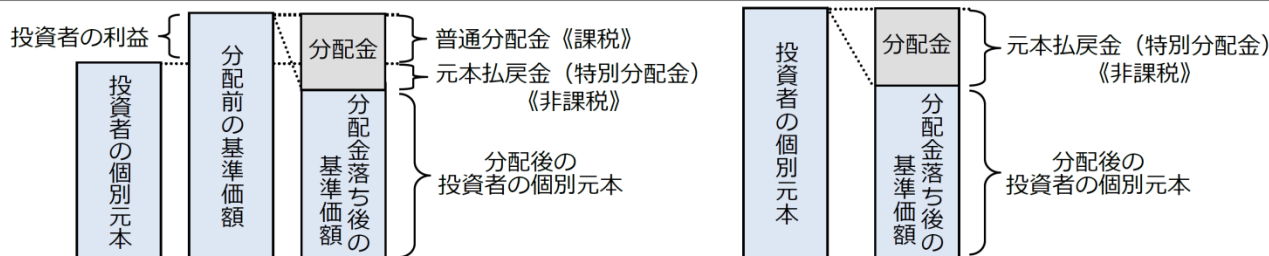 投資者の利益
投資者の個別元本
分配前の基準価額
分配金
分配金落ち後の
基準価額
普通分配金《課税》
元本払戻金(特別分配金)
《非課税》
分配後の
投資者の個別元本
投資者の個別元本
分配金
分配金落ち後の
基準価額
元本払戻金(特別分配金)
《非課税》
分配後の
投資者の個別元本